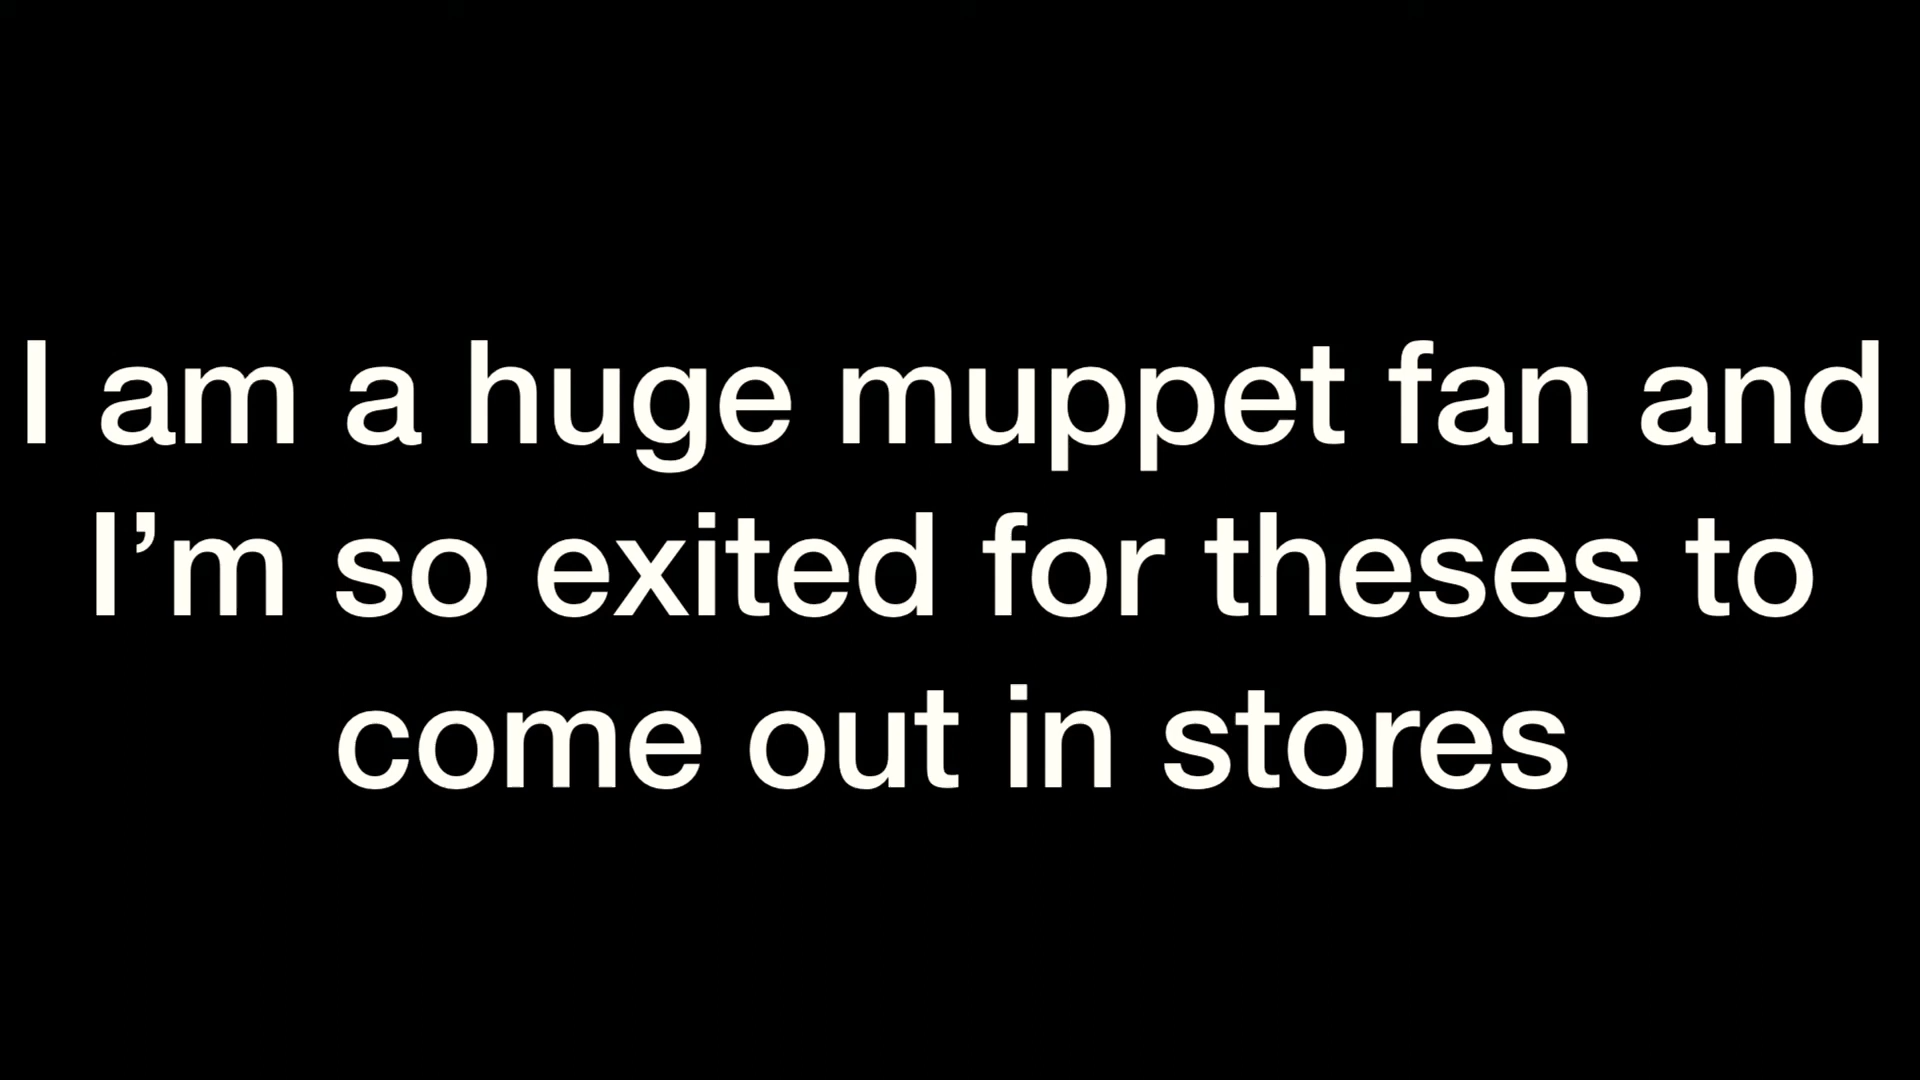 I am a huge muppet fan and
I’m so exited for theses to
come out in stores